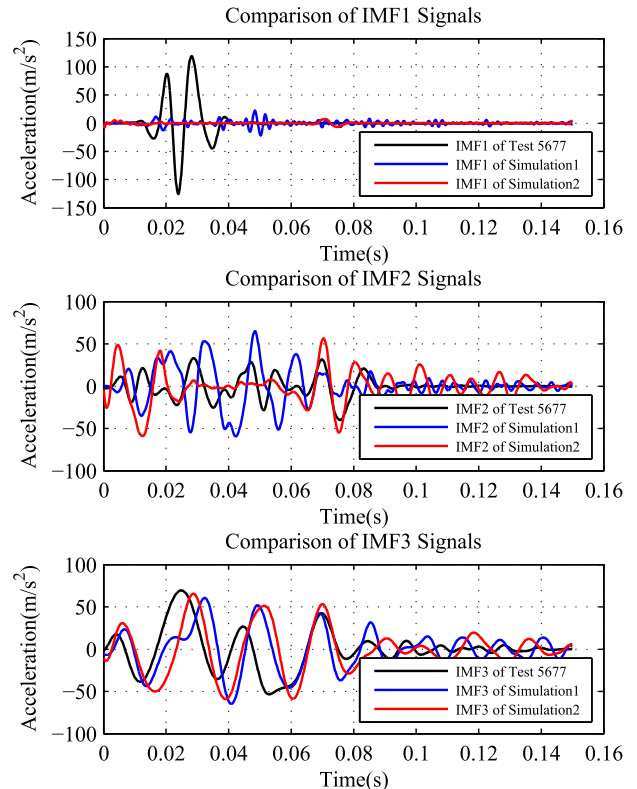 Comparison of IMF1 Signals
150
100
50
0
−50
−100
−150
Acceleration(m/s²)
IMF1 of Test 5677
IMF1 of Simulation1
IMF1 of Simulation2
0 0.02 0.04 0.06 0.08 0.1 0.12 0.14 0.16
Time(s)
Comparison of IMF2 Signals
100
50
0
−50
−100
Acceleration(m/s²)
IMF2 of Test 5677
IMF2 of Simulation1
IMF2 of Simulation2
0 0.02 0.04 0.06 0.08 0.1 0.12 0.14 0.16
Time(s)
Comparison of IMF3 Signals
100
50
0
−50
−100
Acceleration(m/s²)
IMF3 of Test 5677
IMF3 of Simulation1
IMF3 of Simulation2
0 0.02 0.04 0.06 0.08 0.1 0.12 0.14 0.16
Time(s)